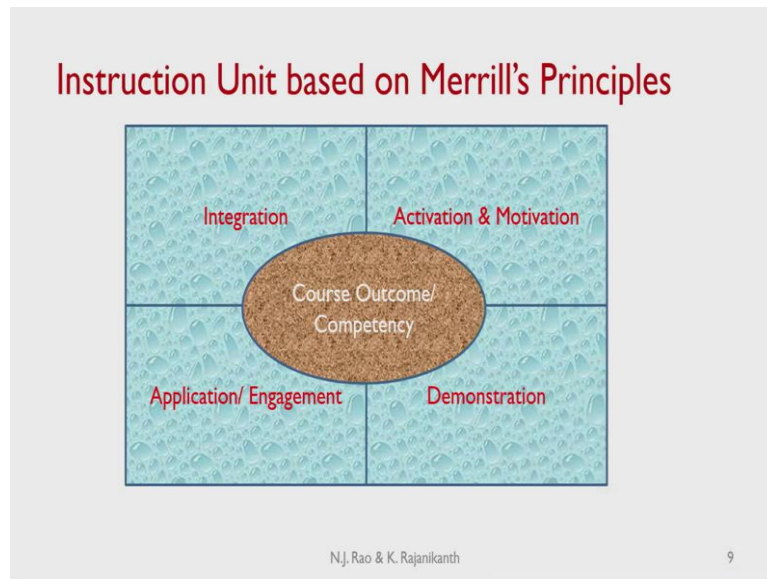 Instruction Unit based on Merrill's Principles
Integration
Activation & Motivation
Course Outcome/
Competency
Application/ Engagement
Demonstration
N.J. Rao & K. Rajanikanth
9